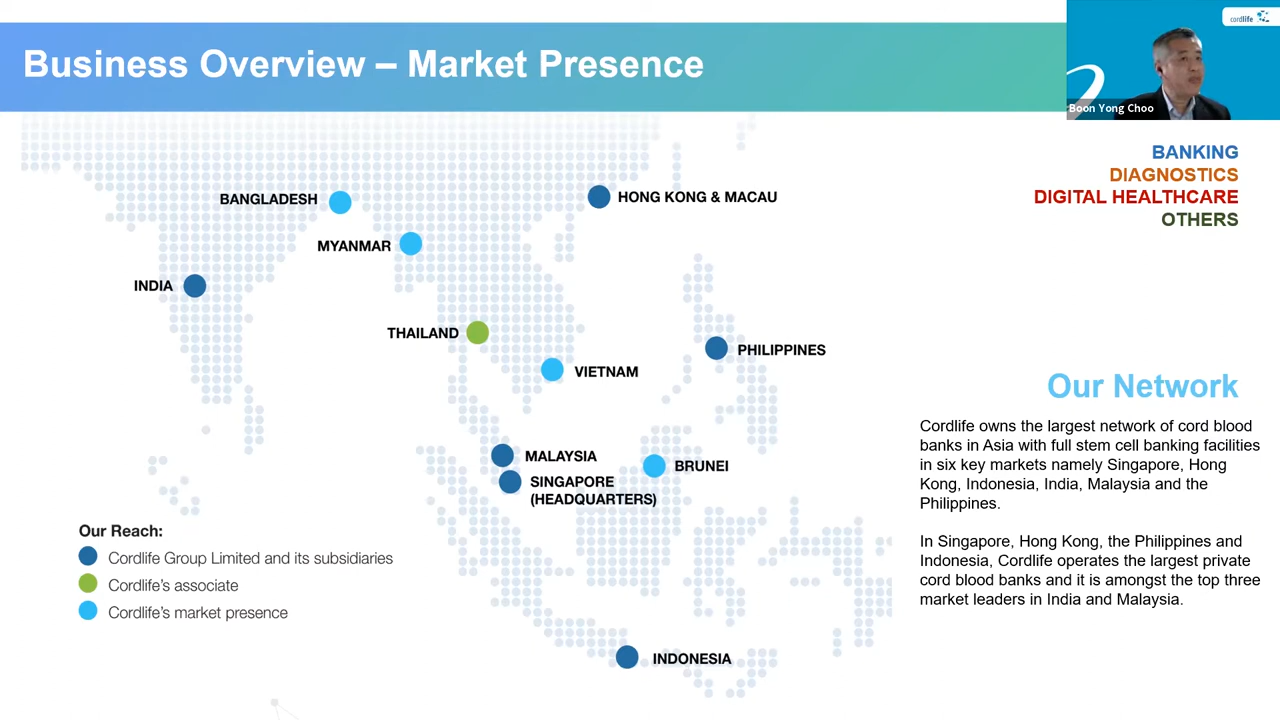 Business Overview – Market Presence
cordlife
Boon Yong Choo
BANKING
DIAGNOSTICS
DIGITAL HEALTHCARE
OTHERS
BANGLADESH
HONG KONG & MACAU
MYANMAR
INDIA
THAILAND
PHILIPPINES
VIETNAM
MALAYSIA
BRUNEI
SINGAPORE
(HEADQUARTERS)
INDONESIA
Our Reach:
Cordlife Group Limited and its subsidiaries
Cordlife's associate
Cordlife's market presence
Our Network
Cordlife owns the largest network of cord blood
banks in Asia with full stem cell banking facilities
in six key markets namely Singapore, Hong
Kong, Indonesia, India, Malaysia and the
Philippines.
In Singapore, Hong Kong, the Philippines and
Indonesia, Cordlife operates the largest private
cord blood banks and it is amongst the top three
market leaders in India and Malaysia.